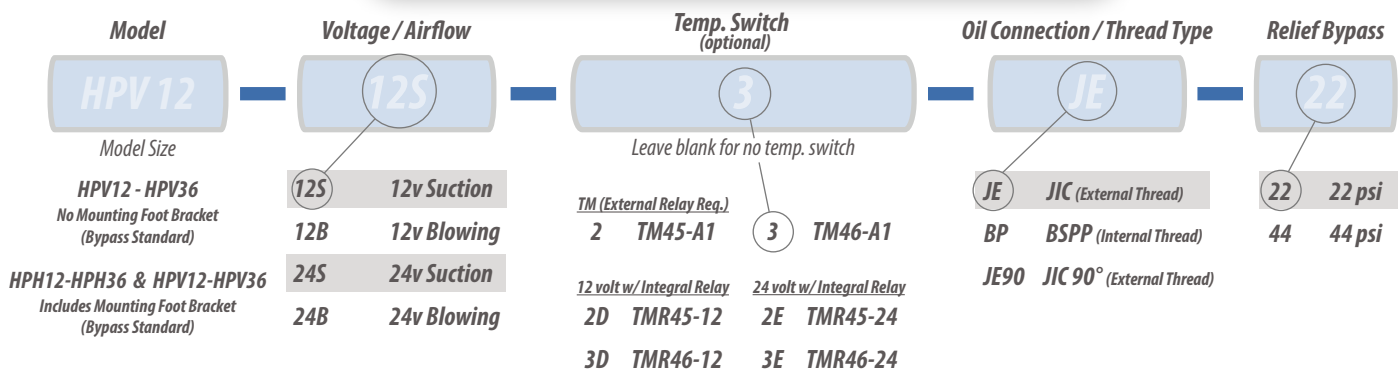 Model
Voltage / Airflow
Temp. Switch
(optional)
Oil Connection / Thread Type
Relief Bypass
HPV 12
12S
3
JE
22
Model Size
HPV12 - HPV36
No Mounting Foot Bracket
(Bypass Standard)
HPH12-HPH36 & HPV12-HPV36
Includes Mounting Foot Bracket
(Bypass Standard)
12S 12v Suction
12B 12v Blowing
24S 24v Suction
24B 24v Blowing
Leave blank for no temp. switch
TM (External Relay Req.)
2 TM45-A1 3 TM46-A1
12 volt w/ Integral Relay 24 volt w/ Integral Relay
2D TMR45-12 2E TMR45-24
3D TMR46-12 3E TMR46-24
JE JIC (External Thread)
BP BSPP (Internal Thread)
JE90 JIC 90° (External Thread)
22 22 psi
44 44 psi